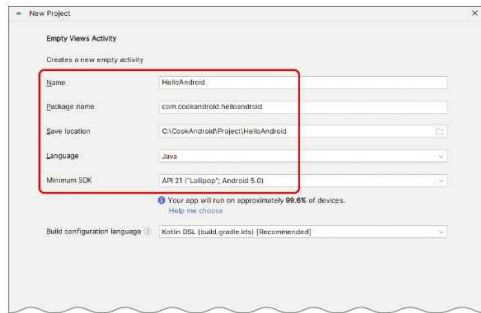 New Project
Empty Views Activity
Creates a new empty activity
Name HelloAndroid
Package name com.cookandroid.helloandroid
Save location C:\CookAndroid\Project\HelloAndroid
Language Java
Minimum SDK API 21 ("Lollipop"; Android 5.0)
Your app will run on approximately 99.6% of devices.
Help me choose
Build configuration language Kotlin DSL (build.gradle.kts) [Recommended]